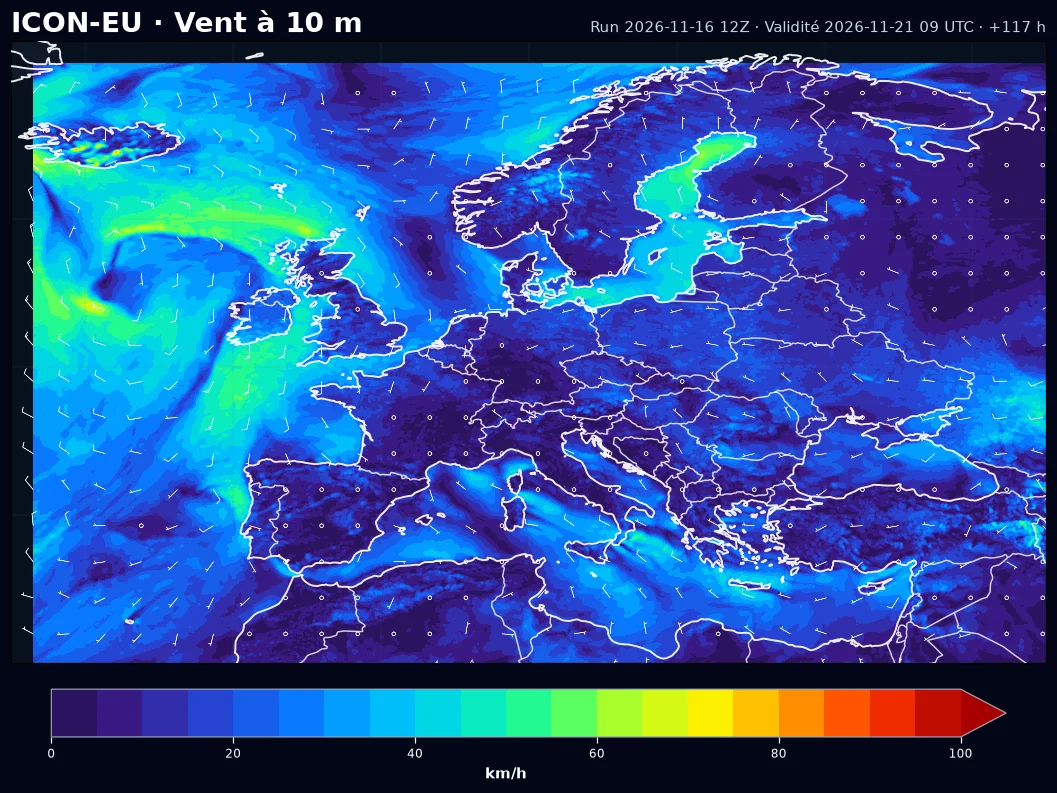 ICON-EU · Vent à 10 m
Run 2026-11-16 12Z · Validité 2026-11-21 09 UTC · +117 h
0 20 40 60 80 100
km/h